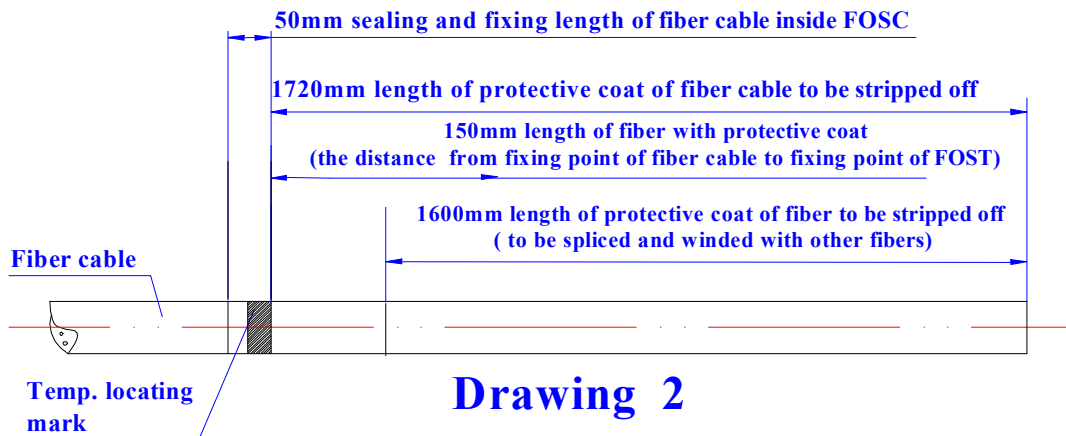 50mm sealing and fixing length of fiber cable inside FOSC
1720mm length of protective coat of fiber cable to be stripped off
150mm length of fiber with protective coat
(the distance from fixing point of fiber cable to fixing point of FOST)
1600mm length of protective coat of fiber to be stripped off
( to be spliced and winded with other fibers)
Fiber cable
Temp. locating
mark
Drawing 2